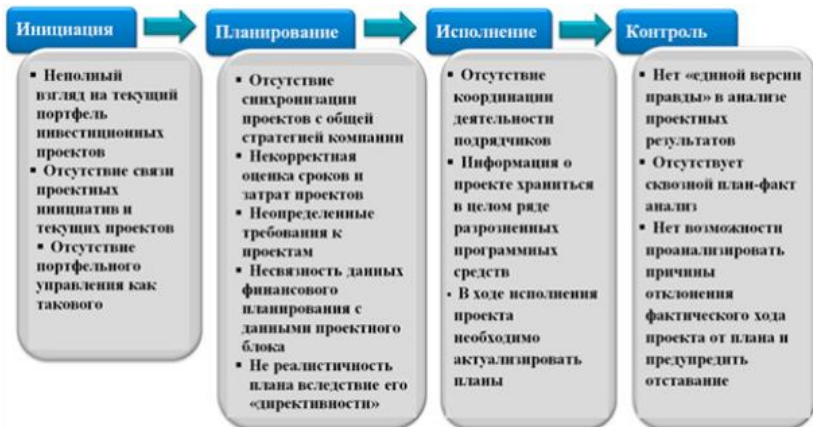 Инициация
▪ Неполный
взгляд на текущий
портфель
инвестиционных
проектов
▪ Отсутствие связи
проектных
инициатив и
текущих проектов
▪ Отсутствие
портфельного
управления как
такового
Планирование
▪ Отсутствие
синхронизации
проектов с общей
стратегией компании
▪ Некорректная
оценка сроков и
затрат проектов
▪ Неопределенные
требования к
проектам
▪ Несвязность данных
финансового
планирования с
данными проектного
блока
▪ Не реалистичность
плана вследствие его
«директивности»
Исполнение
▪ Отсутствие
координации
деятельности
подрядчиков
▪ Информация о
проекте храниться
в целом ряде
разрозненных
программных
средств
▪ В ходе исполнения
проекта
необходимо
актуализировать
планы
Контроль
▪ Нет «единой версии
правды» в анализе
проектных
результатов
▪ Отсутствует
сквозной план-факт
анализ
▪ Нет возможности
проанализировать
причины
отклонения
фактического хода
проекта от плана и
предупредить
отставание